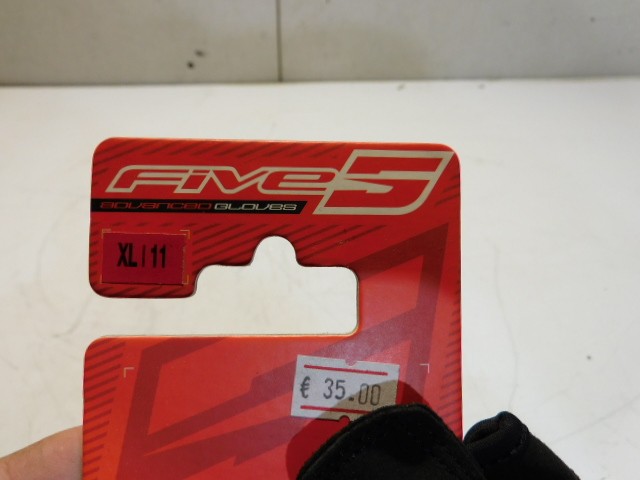 Five5
ADVANCED GLOVES
XL|11
€ 35.00